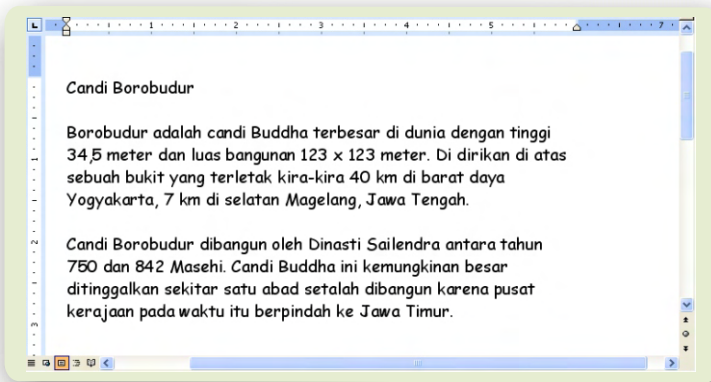 Candi Borobudur
Borobudur adalah candi Buddha terbesar di dunia dengan tinggi
34,5 meter dan luas bangunan 123 x 123 meter. Di dirikan di atas
sebuah bukit yang terletak kira-kira 40 km di barat daya
Yogyakarta, 7 km di selatan Magelang, Jawa Tengah.
Candi Borobudur dibangun oleh Dinasti Sailendra antara tahun
750 dan 842 Masehi. Candi Buddha ini kemungkinan besar
ditinggalkan sekitar satu abad setalah dibangun karena pusat
kerajaan pada waktu itu berpindah ke Jawa Timur.